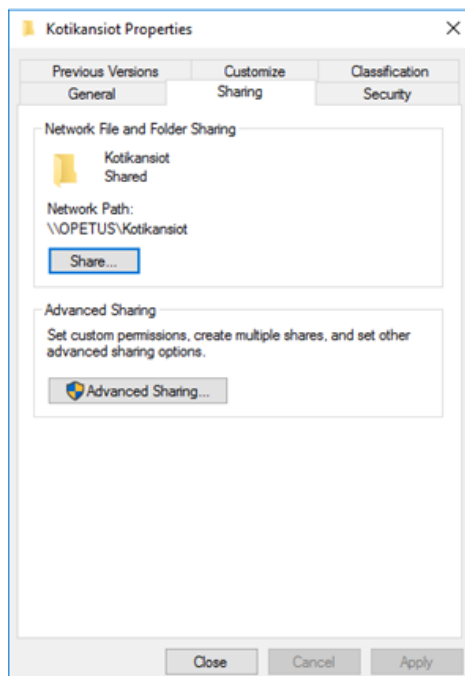 Kotikansiot Properties
Previous Versions Customize Classification
General Sharing Security
Network File and Folder Sharing
Kotikansiot
Shared
Network Path:
\\OPETUS\Kotikansiot
Share...
Advanced Sharing
Set custom permissions, create multiple shares, and set other
advanced sharing options.
Advanced Sharing...
Close Cancel Apply